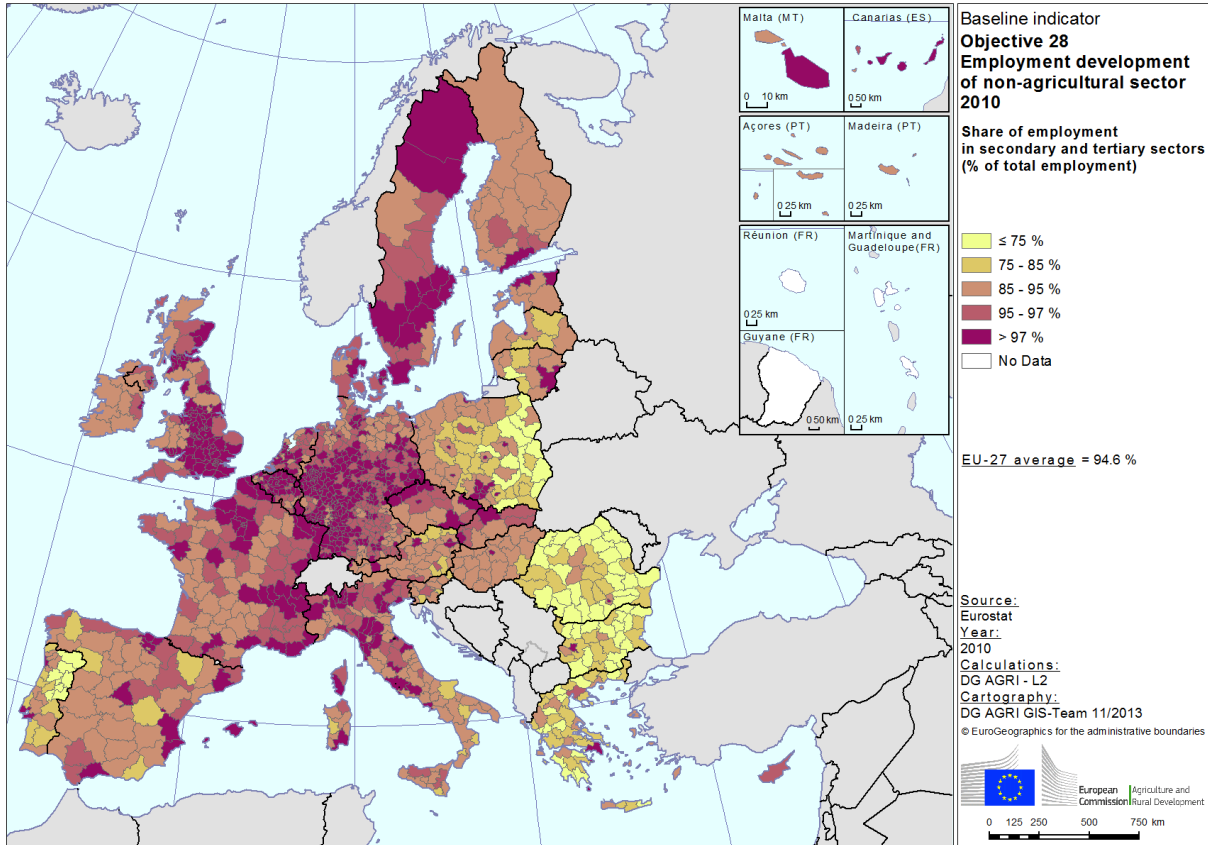 Malta (MT)
0 10 km
Canarias (ES)
0 50 km
Açores (PT)
0 25 km
Madeira (PT)
0 25 km
Réunion (FR)
0 25 km
Martinique and
Guadeloupe(FR)
0 25 km
Guyane (FR)
0 50 km
Baseline indicator
Objective 28
Employment development
of non-agricultural sector
2010
Share of employment
in secondary and tertiary sectors
(% of total employment)
≤ 75 %
75 - 85 %
85 - 95 %
95 - 97 %
> 97 %
No Data
EU-27 average = 94.6 %
Source:
Eurostat
Year:
2010
Calculations:
DG AGRI - L2
Cartography:
DG AGRI GIS-Team 11/2013
© EuroGeographics for the administrative boundaries
European
Commission
Agriculture and
Rural Development
0 125 250 500 750 km